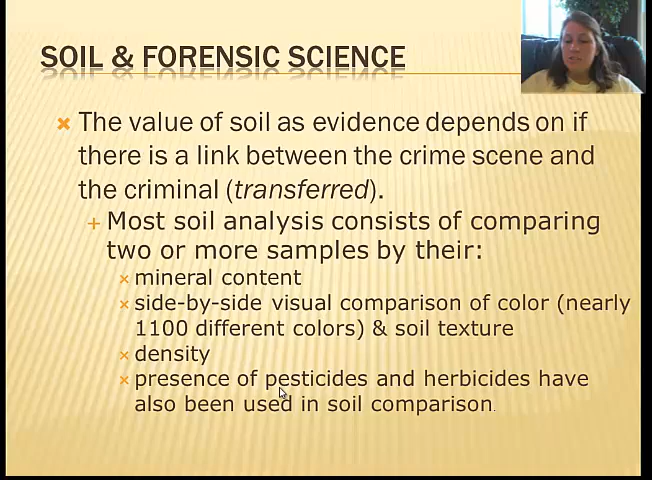 SOIL & FORENSIC SCIENCE
The value of soil as evidence depends on if
there is a link between the crime scene and
the criminal (transferred).
Most soil analysis consists of comparing
two or more samples by their:
mineral content
side-by-side visual comparison of color (nearly
1100 different colors) & soil texture
density
presence of pesticides and herbicides have
also been used in soil comparison.